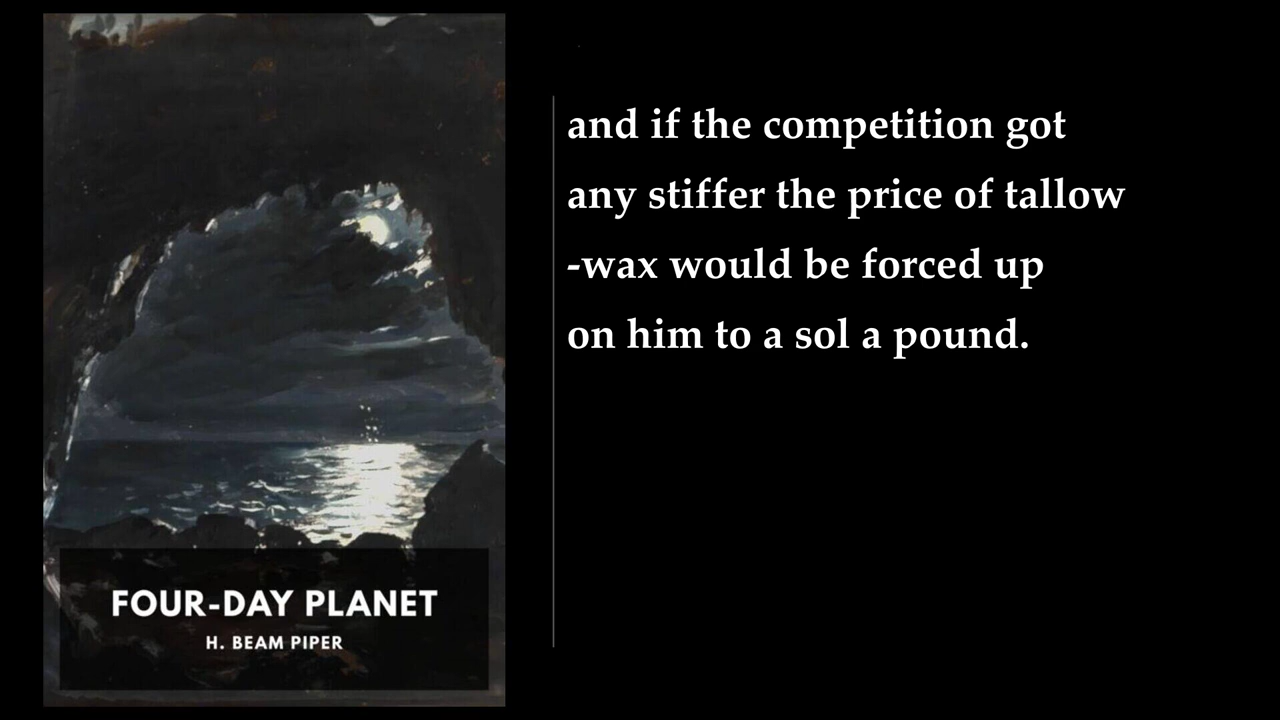 and if the competition got
any stiffer the price of tallow
-wax would be forced up
on him to a sol a pound.
FOUR-DAY PLANET
H. BEAM PIPER